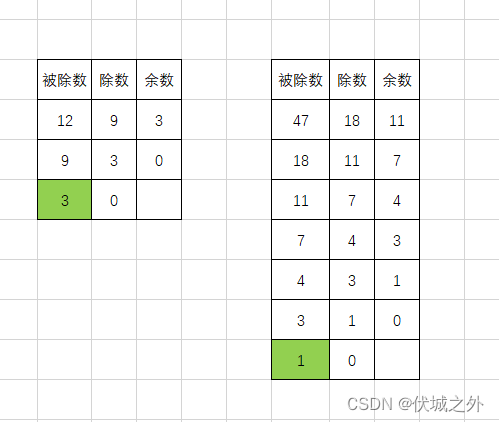 被除数 除数 余数
12 9 3
9 3 0
3 0
被除数 除数 余数
47 18 11
18 11 7
11 7 4
7 4 3
4 3 1
3 1 0
1 0
CSDN @伏城之外